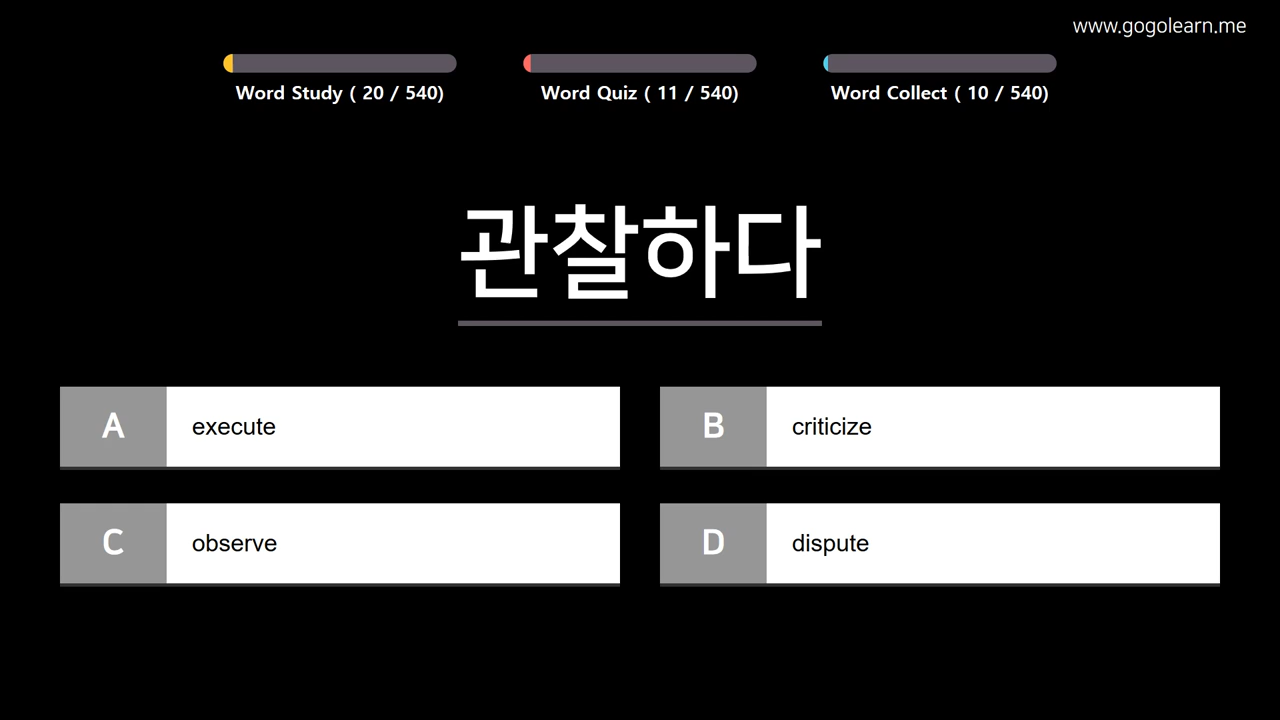 www.gogolearn.me
Word Study ( 20 / 540)
Word Quiz ( 11 / 540)
Word Collect ( 10 / 540)
관찰하다
A execute
B criticize
C observe
D dispute